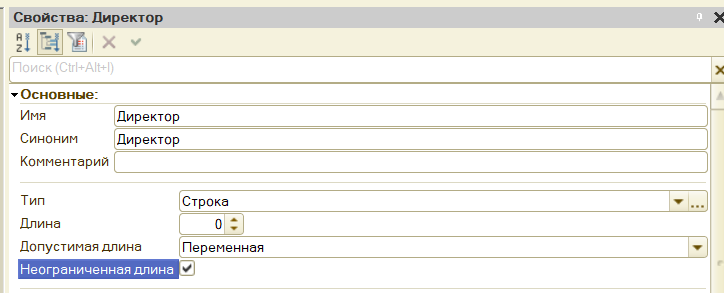 Свойства: Директор
Поиск (Ctrl+Alt+I)
Основные:
Имя Директор
Синоним Директор
Комментарий
Тип Строка
Длина 0
Допустимая длина Переменная
Неограниченная длина